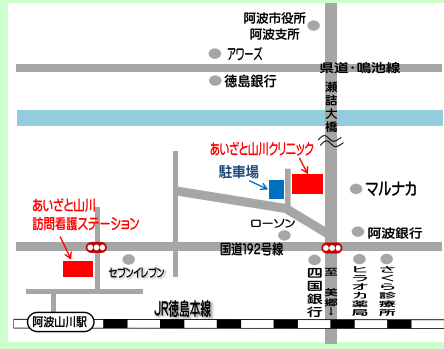 阿波市役所
阿波支所
アワーズ
県道・鳴池線
徳島銀行
瀬詰大橋
あいざと山川クリニック
駐車場
マルナカ
あいざと山川
訪問看護ステーション
ローソン
阿波銀行
国道192号線
セブンイレブン
四国銀行
至 美郷→
ヒラオカ薬局
さくら診療所
JR徳島本線
阿波山川駅